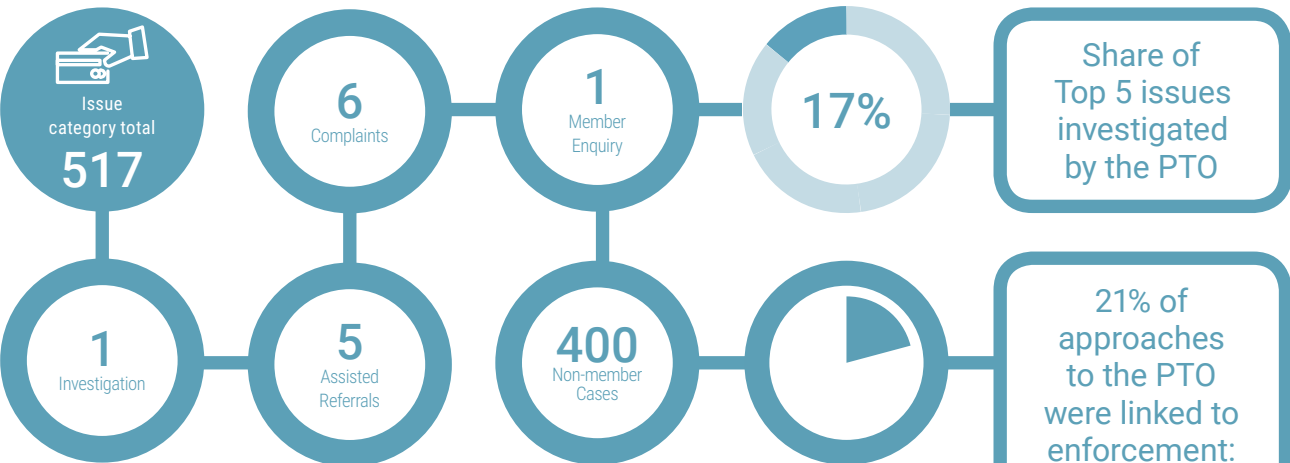 Issue
category total
517
6
Complaints
1
Member
Enquiry
17%
Share of
Top 5 issues
investigated
by the PTO
1
Investigation
5
Assisted
Referrals
400
Non-member
Cases
21% of
approaches
to the PTO
were linked to
enforcement: